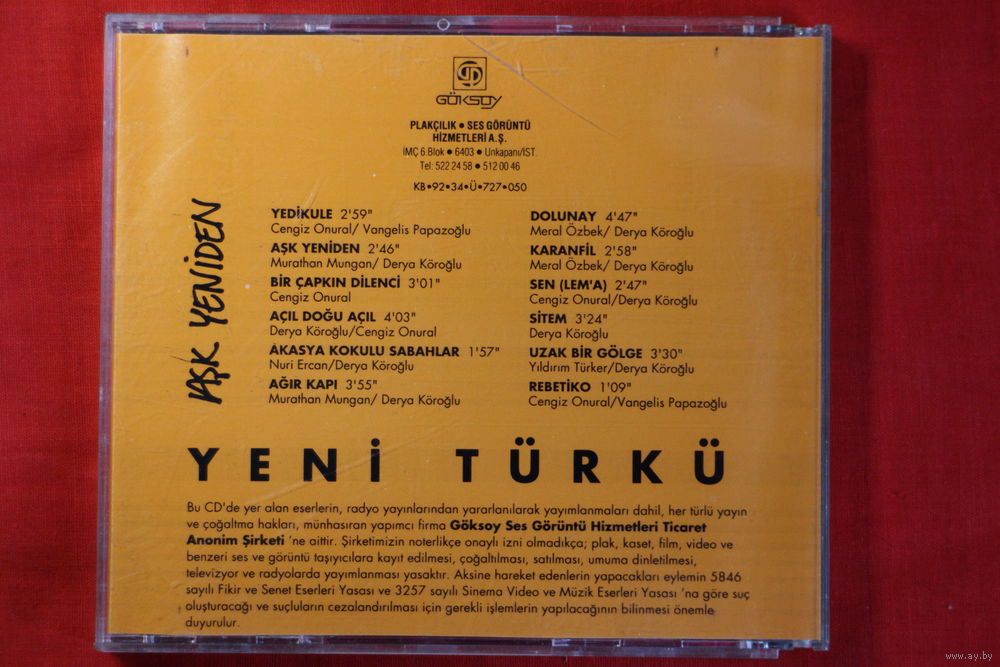 GÖKSOY
PLAKÇILIK • SES GÖRÜNTÜ
HİZMETLERİ A.Ş.
İMÇ 6.Blok • 6403 • Unkapanı/İST.
Tel: 522 24 58 • 512 00 46
KB•92•34•Ü•727•050
AŞK YENİDEN
YEDİKULE 2'59"
Cengiz Onural/ Vangelis Papazoğlu
AŞK YENİDEN 2'46"
Murathan Mungan/ Derya Köroğlu
BİR ÇAPKIN DİLENCİ 3'01"
Cengiz Onural
AÇIL DOĞU AÇIL 4'03"
Derya Köroğlu/Cengiz Onural
AKASYA KOKULU SABAHLAR 1'57"
Nuri Ercan/Derya Köroğlu
AĞIR KAPI 3'55"
Murathan Mungan/ Derya Köroğlu
DOLUNAY 4'47"
Meral Özbek/ Derya Köroğlu
KARANFİL 2'58"
Meral Özbek/ Derya Köroğlu
SEN (LEM'A) 2'47"
Cengiz Onural/Derya Köroğlu
SİTEM 3'24"
Derya Köroğlu
UZAK BİR GÖLGE 3'30"
Yıldırım Türker/Derya Köroğlu
REBETİKO 1'09"
Cengiz Onural/Vangelis Papazoğlu
YENİ TÜRKÜ
Bu CD'de yer alan eserlerin, radyo yayınlarından yararlanılarak yayımlanmaları dahil, her türlü yayın
ve çoğaltma hakları, münhasıran yapımcı firma Göksoy Ses Görüntü Hizmetleri Ticaret
Anonim Şirketi 'ne aittir. Şirketimizin noterlikçe onaylı izni olmadıkça; plak, kaset, film, video ve
benzeri ses ve görüntü taşıyıcılara kayıt edilmesi, çoğaltılması, satılması, umuma dinletilmesi,
televizyor ve radyolarda yayımlanması yasaktır. Aksine hareket edenlerin yapacakları eylemin 5846
sayılı Fikir ve Senet Eserleri Yasası ve 3257 sayılı Sinema Video ve Müzik Eserleri Yasası 'na göre suç
oluşturacağı ve suçluların cezalandırılması için gerekli işlemlerin yapılacağının bilinmesi önemle
duyurulur.
www.ay.by